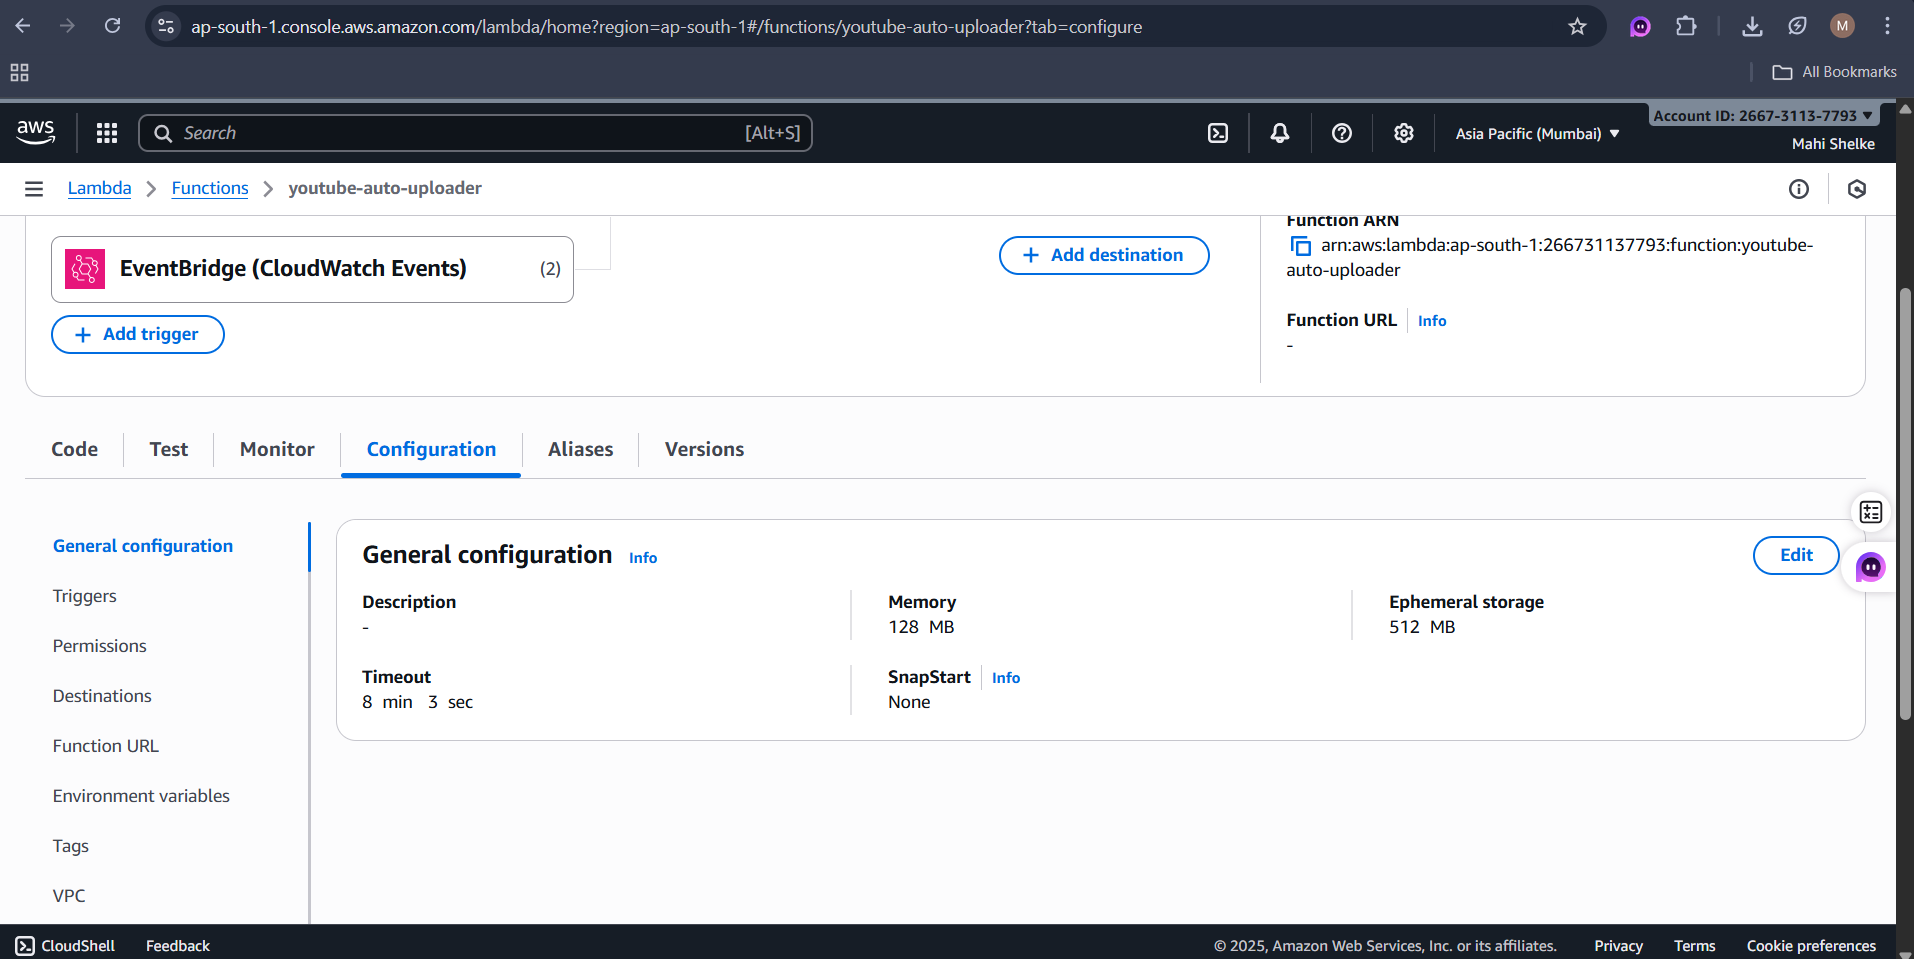 ap-south-1.console.aws.amazon.com/lambda/home?region=ap-south-1#/functions/youtube-auto-uploader?tab=configure
M
All Bookmarks
aws
Search
[Alt+S]
Asia Pacific (Mumbai)
Account ID: 2667-3113-7793
Mahi Shelke
Lambda
Functions
youtube-auto-uploader
EventBridge (CloudWatch Events)
(2)
Add trigger
Add destination
Function ARN
arn:aws:lambda:ap-south-1:266731137793:function:youtube-
auto-uploader
Function URL
Info
-
Code
Test
Monitor
Configuration
Aliases
Versions
General configuration
Triggers
Permissions
Destinations
Function URL
Environment variables
Tags
VPC
General configuration
Info
Edit
Description
-
Memory
128 MB
Ephemeral storage
512 MB
Timeout
8 min 3 sec
SnapStart
Info
None
CloudShell
Feedback
© 2025, Amazon Web Services, Inc. or its affiliates.
Privacy
Terms
Cookie preferences